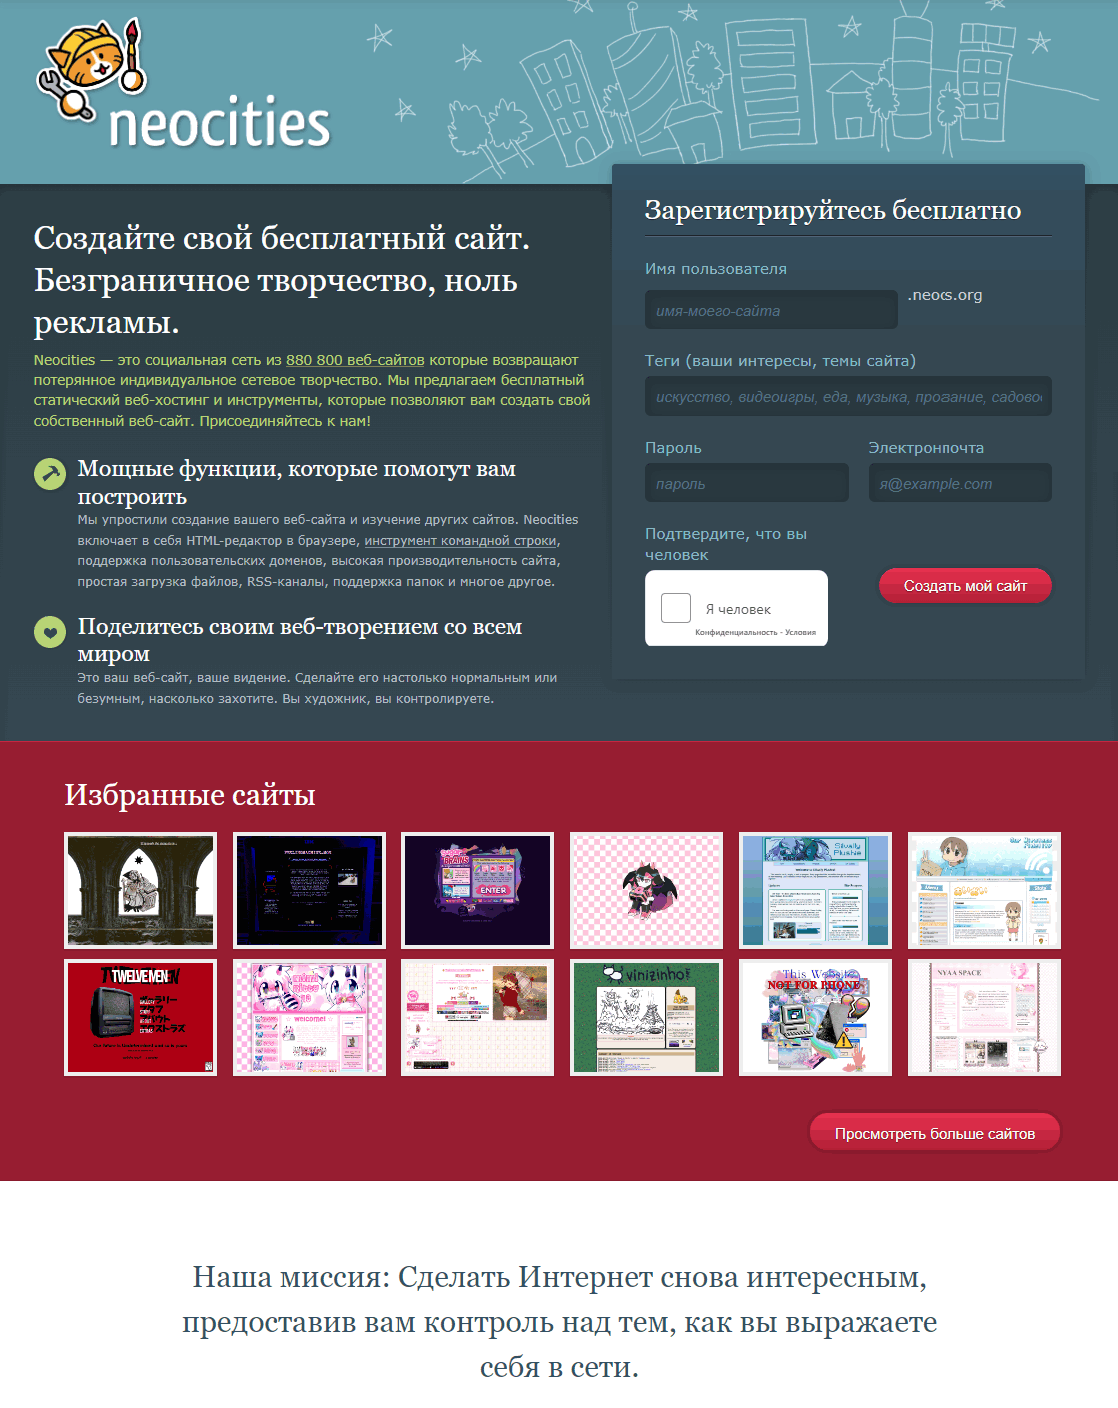 neocities
Создайте свой бесплатный сайт.
Безграничное творчество, ноль
рекламы.
Neocities — это социальная сеть из 880 800 веб-сайтов которые возвращают
потерянное индивидуальное сетевое творчество. Мы предлагаем бесплатный
статический веб-хостинг и инструменты, которые позволяют вам создать свой
собственный веб-сайт. Присоединяйтесь к нам!
Мощные функции, которые помогут вам
построить
Мы упростили создание вашего веб-сайта и изучение других сайтов. Neocities
включает в себя HTML-редактор в браузере, инструмент командной строки,
поддержка пользовательских доменов, высокая производительность сайта,
простая загрузка файлов, RSS-каналы, поддержка папок и многое другое.
Поделитесь своим веб-творением со всем
миром
Это ваш веб-сайт, ваше видение. Сделайте его настолько нормальным или
безумным, насколько захотите. Вы художник, вы контролируете.
Зарегистрируйтесь бесплатно
Имя пользователя
имя-моего-сайта
Теги (ваши интересы, темы сайта)
искусство, видеоигры, еда, музыка,
Пароль
Электронпочта
пароль
я@example.com
Подтвердите, что вы
человек
Я человек
Конфиденциальность - Условия
Создать мой сайт
Избранные сайты
ENTER
Silvally Plushie
TWELVEMEN
welcome!
vinizinho
This Website
NOT FOR PHONE
NYAA SPACE
Просмотреть больше сайтов
Наша миссия: Сделать Интернет снова интересным,
предоставив вам контроль над тем, как вы выражаете
себя в сети.